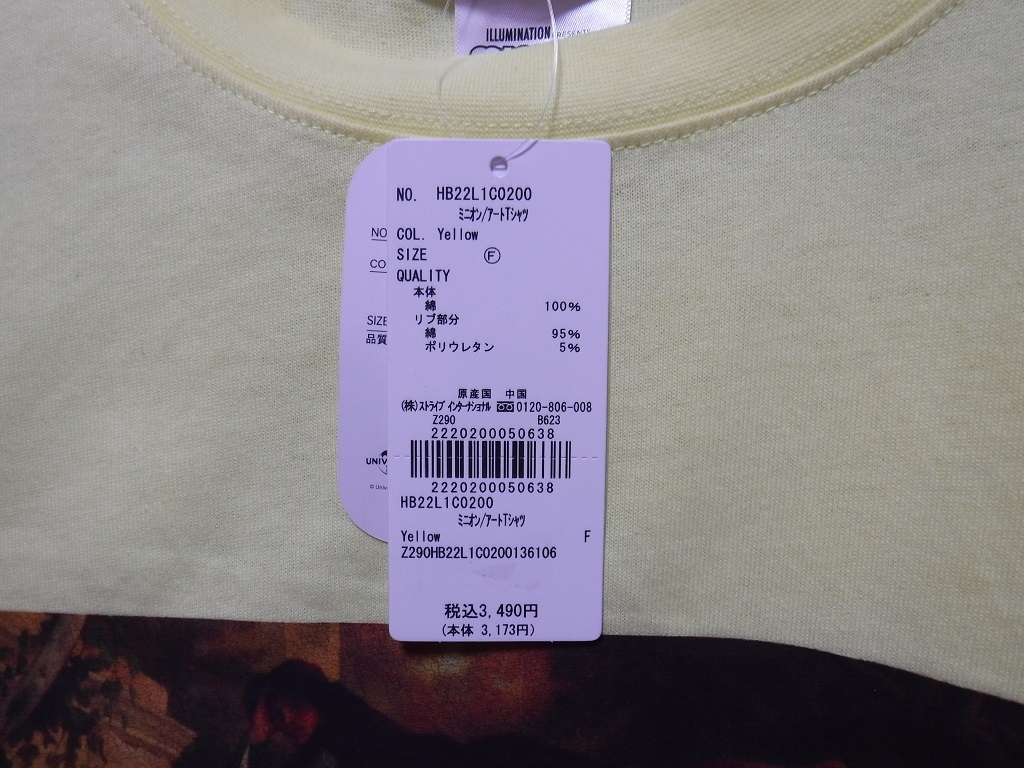 ILLUMINATION PRESENTS
NO. HB22L1C0200
ミニオン/アートTシャツ
COL. Yellow
SIZE Ⓕ
QUALITY
本体
綿 100%
リブ部分
綿 95%
ポリウレタン 5%
原産国 中国
(株)ストライプ インターナショナル 0120-806-008
Z290 B623
2220200050638
2220200050638
HB22L1C0200
ミニオン/アートTシャツ
Yellow F
Z290HB22L1C0200136106
税込3,490円
(本体 3,173円)
NO
CO
SIZE
品質
UNIV
© Univ